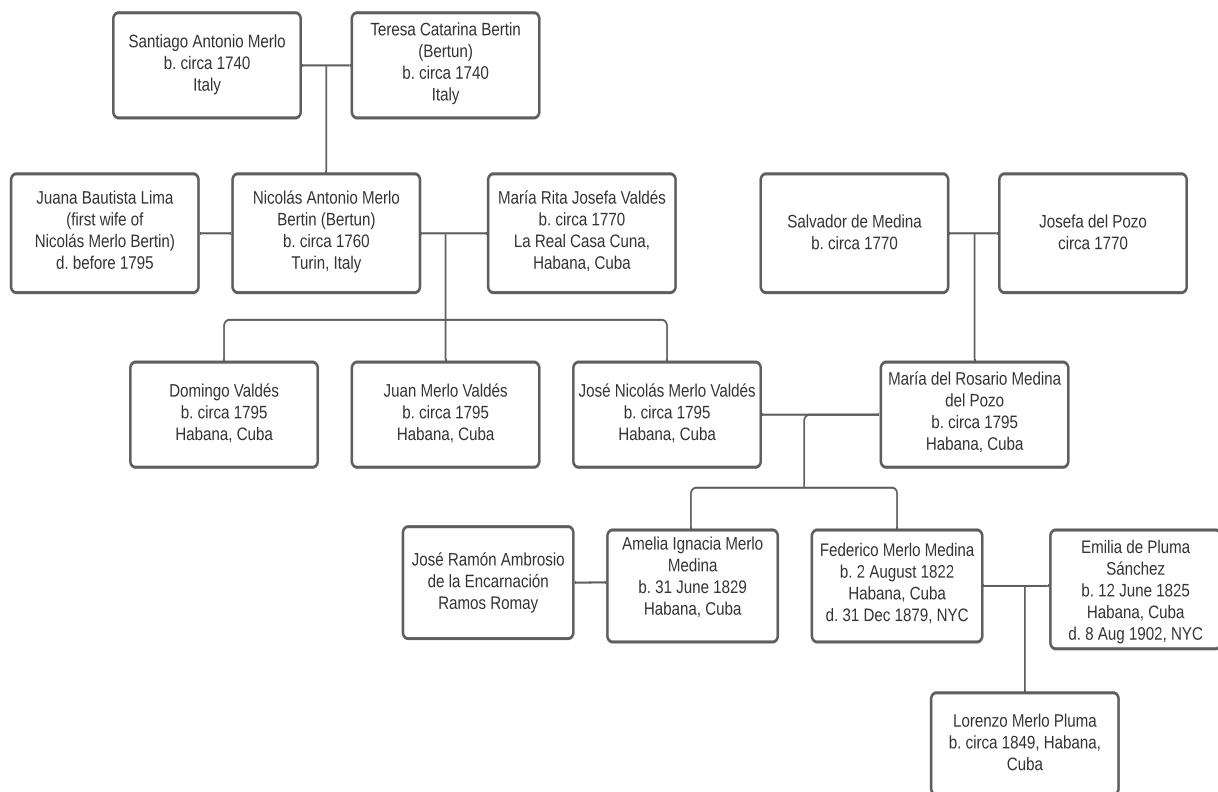 Santiago Antonio Merlo
b. circa 1740
Italy
Teresa Catarina Bertin
(Bertun)
b. circa 1740
Italy
Juana Bautista Lima
(first wife of
Nicolás Merlo Bertin)
d. before 1795
Nicolás Antonio Merlo
Bertin (Bertun)
b. circa 1760
Turin, Italy
María Rita Josefa Valdés
b. circa 1770
La Real Casa Cuna,
Habana, Cuba
Salvador de Medina
b. circa 1770
Josefa del Pozo
circa 1770
Domingo Valdés
b. circa 1795
Habana, Cuba
Juan Merlo Valdés
b. circa 1795
Habana, Cuba
José Nicolás Merlo Valdés
b. circa 1795
Habana, Cuba
María del Rosario Medina
del Pozo
b. circa 1795
Habana, Cuba
José Ramón Ambrosio
de la Encarnación
Ramos Romay
Amelia Ignacia Merlo
Medina
b. 31 June 1829
Habana, Cuba
Federico Merlo Medina
b. 2 August 1822
Habana, Cuba
d. 31 Dec 1879, NYC
Emilia de Pluma
Sánchez
b. 12 June 1825
Habana, Cuba
d. 8 Aug 1902, NYC
Lorenzo Merlo Pluma
b. circa 1849, Habana,
Cuba